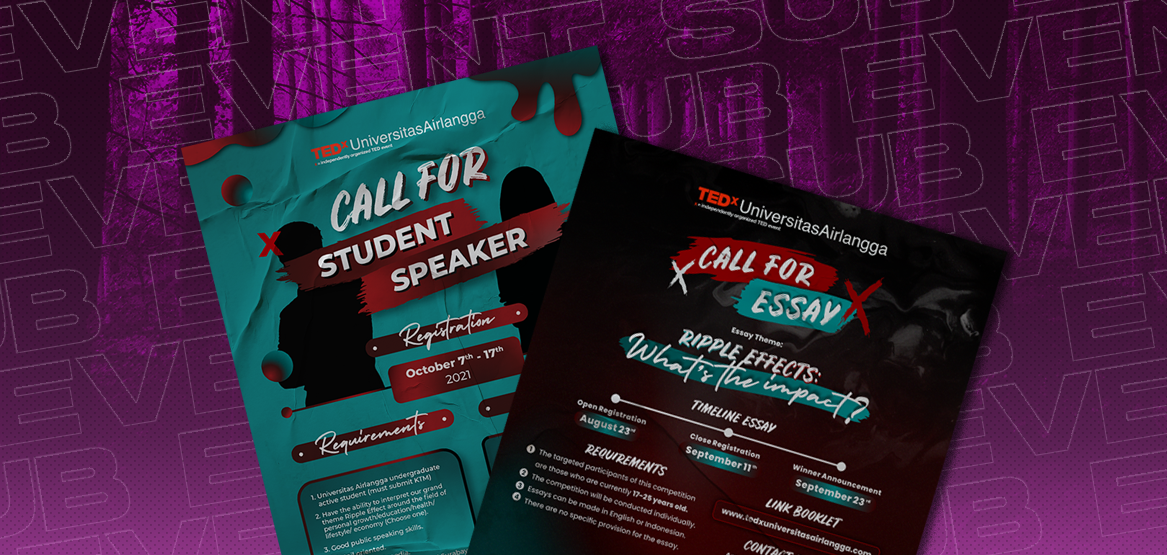 SUB EVENT SUB EVENT
TEDx UniversitasAirlangga
x = independently organized TED event
CALL FOR
STUDENT
SPEAKER
Registration
October 7th - 17th
2021
Requirements
1. Universitas Airlangga undergraduate
active student (must submit KTM)
2. Have the ability to interpret our grand
theme Ripple Effect around the field of
personal growth/education/health/
lifestyle/ economy (Choose one).
3. Good public speaking skills.
TEDx UniversitasAirlangga
x = independently organized TED event
CALL FOR
ESSAY
Essay Theme:
RIPPLE EFFECTS:
What's the impact?
TIMELINE ESSAY
Open Registration
August 23rd
Close Registration
September 11th
Winner Announcement
September 23rd
REQUIREMENTS
1 The targeted participants of this competition
are those who are currently 17-25 years old.
2 The competition will be conducted individually.
3 Essays can be made in English or Indonesian.
4 There are no specific provision for the essay.
LINK BOOKLET
www.tedxuniversitasairlangga.com